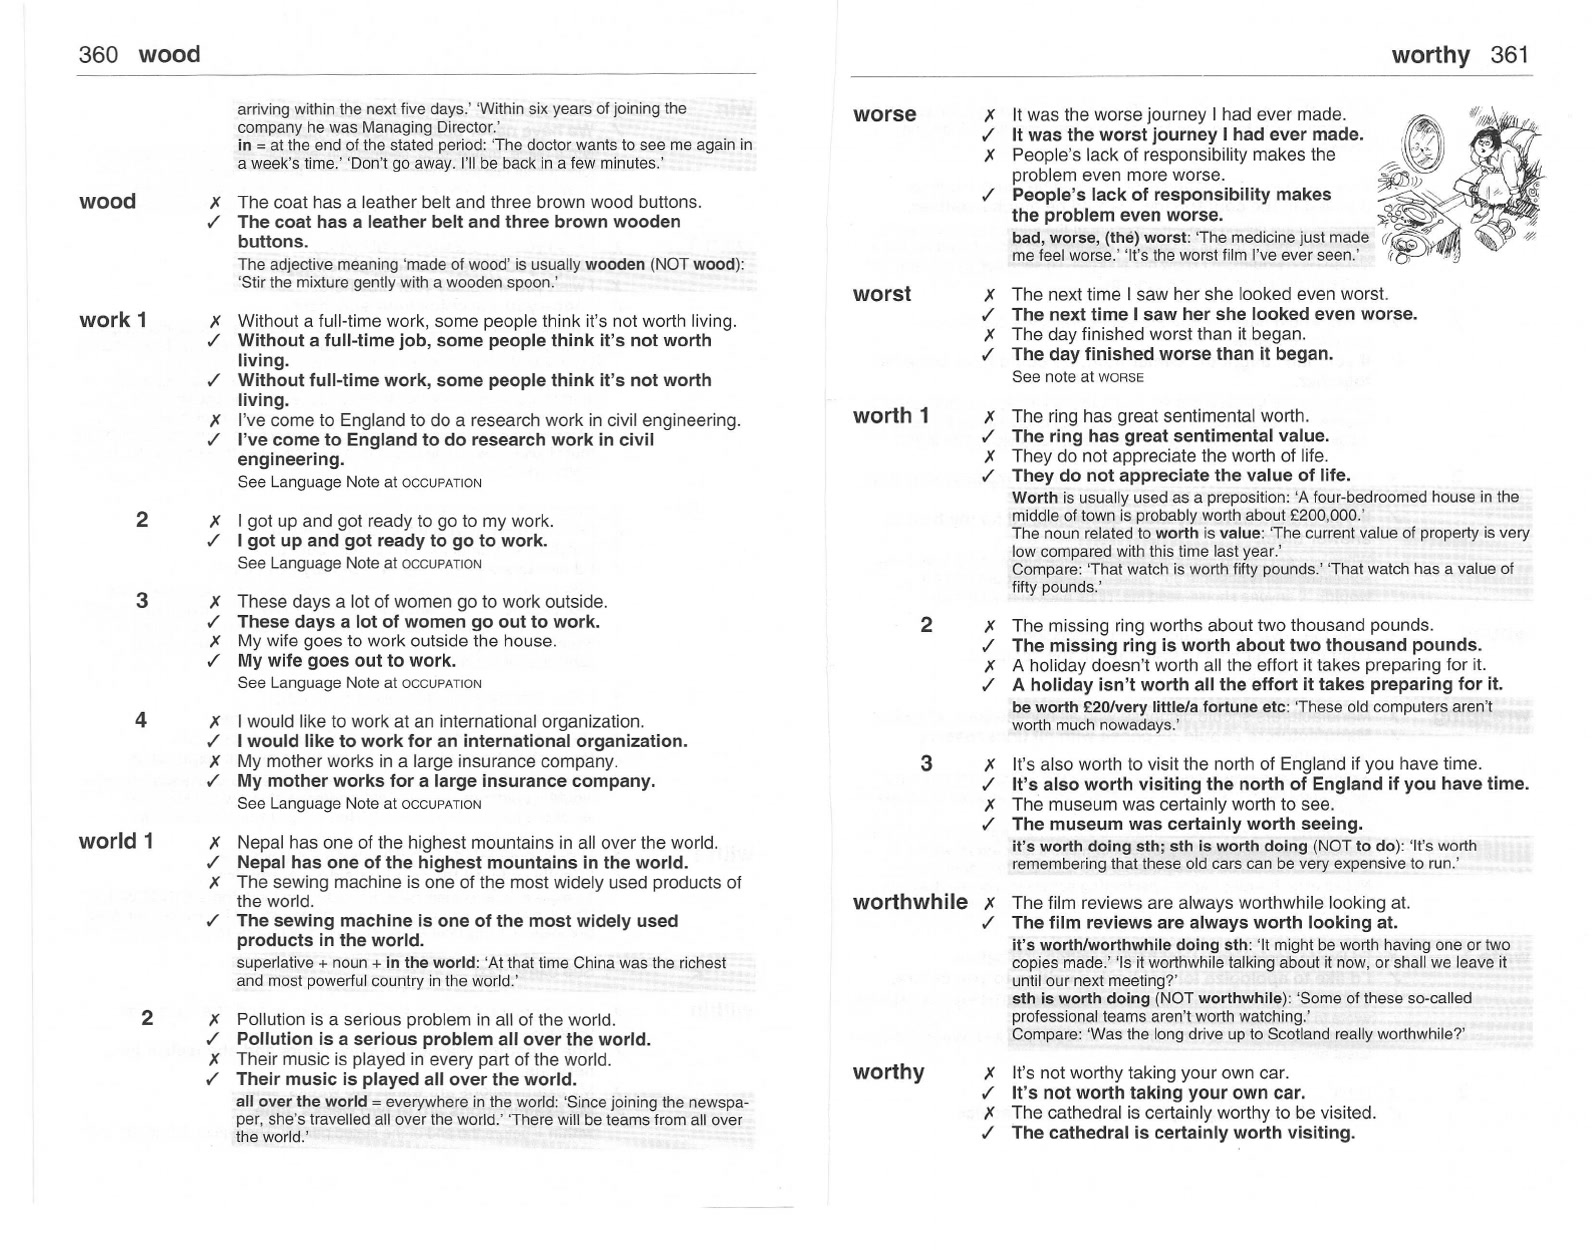 360 wood
arriving within the next five days.’ ‘Within six years of joining the
company he was Managing Director.’
in = at the end of the stated period: ‘The doctor wants to see me again in
a week’s time.’ ‘Don’t go away. I’ll be back in a few minutes.’
wood ✗ The coat has a leather belt and three brown wood buttons.
✓ The coat has a leather belt and three brown wooden
buttons.
The adjective meaning ‘made of wood’ is usually wooden (NOT wood):
‘Stir the mixture gently with a wooden spoon.’
work 1 ✗ Without a full-time work, some people think it’s not worth living.
✓ Without a full-time job, some people think it’s not worth
living.
✓ Without full-time work, some people think it’s not worth
living.
✗ I’ve come to England to do a research work in civil engineering.
✓ I’ve come to England to do research work in civil
engineering.
See Language Note at OCCUPATION
2 ✗ I got up and got ready to go to my work.
✓ I got up and got ready to go to work.
See Language Note at OCCUPATION
3 ✗ These days a lot of women go to work outside.
✓ These days a lot of women go out to work.
✗ My wife goes to work outside the house.
✓ My wife goes out to work.
See Language Note at OCCUPATION
4 ✗ I would like to work at an international organization.
✓ I would like to work for an international organization.
✗ My mother works in a large insurance company.
✓ My mother works for a large insurance company.
See Language Note at OCCUPATION
world 1 ✗ Nepal has one of the highest mountains in all over the world.
✓ Nepal has one of the highest mountains in the world.
✗ The sewing machine is one of the most widely used products of
the world.
✓ The sewing machine is one of the most widely used
products in the world.
superlative + noun + in the world: ‘At that time China was the richest
and most powerful country in the world.’
2 ✗ Pollution is a serious problem in all of the world.
✓ Pollution is a serious problem all over the world.
✗ Their music is played in every part of the world.
✓ Their music is played all over the world.
all over the world = everywhere in the world: ‘Since joining the newspa-
per, she’s travelled all over the world.’ ‘There will be teams from all over
the world.’
worthy 361
worse ✗ It was the worse journey I had ever made.
✓ It was the worst journey I had ever made.
✗ People’s lack of responsibility makes the
problem even more worse.
✓ People’s lack of responsibility makes
the problem even worse.
bad, worse, (the) worst: ‘The medicine just made
me feel worse.’ ‘It’s the worst film I’ve ever seen.’
worst ✗ The next time I saw her she looked even worst.
✓ The next time I saw her she looked even worse.
✗ The day finished worst than it began.
✓ The day finished worse than it began.
See note at WORSE
worth 1 ✗ The ring has great sentimental worth.
✓ The ring has great sentimental value.
✗ They do not appreciate the worth of life.
✓ They do not appreciate the value of life.
Worth is usually used as a preposition: ‘A four-bedroomed house in the
middle of town is probably worth about £200,000.’
The noun related to worth is value: ‘The current value of property is very
low compared with this time last year.’
Compare: ‘That watch is worth fifty pounds.’ ‘That watch has a value of
fifty pounds.’
2 ✗ The missing ring worths about two thousand pounds.
✓ The missing ring is worth about two thousand pounds.
✗ A holiday doesn’t worth all the effort it takes preparing for it.
✓ A holiday isn’t worth all the effort it takes preparing for it.
be worth £20/very little/a fortune etc: ‘These old computers aren’t
worth much nowadays.’
3 ✗ It’s also worth to visit the north of England if you have time.
✓ It’s also worth visiting the north of England if you have time.
✗ The museum was certainly worth to see.
✓ The museum was certainly worth seeing.
it’s worth doing sth; sth is worth doing (NOT to do): ‘It’s worth
remembering that these old cars can be very expensive to run.’
worthwhile ✗ The film reviews are always worthwhile looking at.
✓ The film reviews are always worth looking at.
it’s worth/worthwhile doing sth: ‘It might be worth having one or two
copies made.’ ‘Is it worthwhile talking about it now, or shall we leave it
until our next meeting?’
sth is worth doing (NOT worthwhile): ‘Some of these so-called
professional teams aren’t worth watching.’
Compare: ‘Was the long drive up to Scotland really worthwhile?’
worthy ✗ It’s not worthy taking your own car.
✓ It’s not worth taking your own car.
✗ The cathedral is certainly worthy to be visited.
✓ The cathedral is certainly worth visiting.